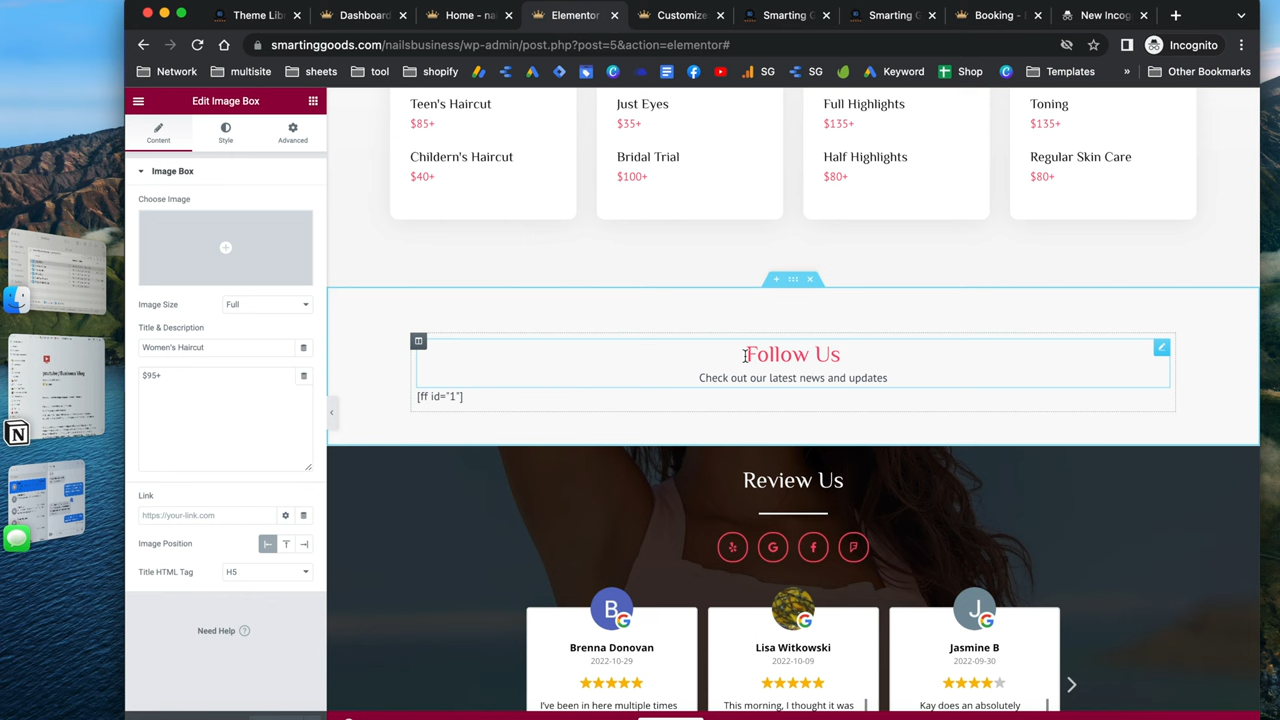 Theme Libr
Dashboard
Home - nai
Elementor
Customize
Smarting G
Smarting G
Booking - 
New Incog
smartinggoods.com/nailsbusiness/wp-admin/post.php?post=5&action=elementor#
Incognito
Network
multisite
sheets
tool
shopify
SG
SG
Keyword
Shop
Templates
»
Other Bookmarks
Edit Image Box
Content
Style
Advanced
Image Box
Choose Image
Image Size
Full
Title & Description
Women's Haircut
$95+
Link
https://your-link.com
Image Position
Title HTML Tag
H5
Need Help
Teen's Haircut
$85+
Childern's Haircut
$40+
Just Eyes
$35+
Bridal Trial
$100+
Full Highlights
$135+
Half Highlights
$80+
Toning
$135+
Regular Skin Care
$80+
Follow Us
Check out our latest news and updates
[ff id="1"]
Review Us
B
Brenna Donovan
2022-10-29
I've been in here multiple times
Lisa Witkowski
2022-10-09
This morning, I thought it was
J
Jasmine B
2022-09-30
Kay does an absolutely